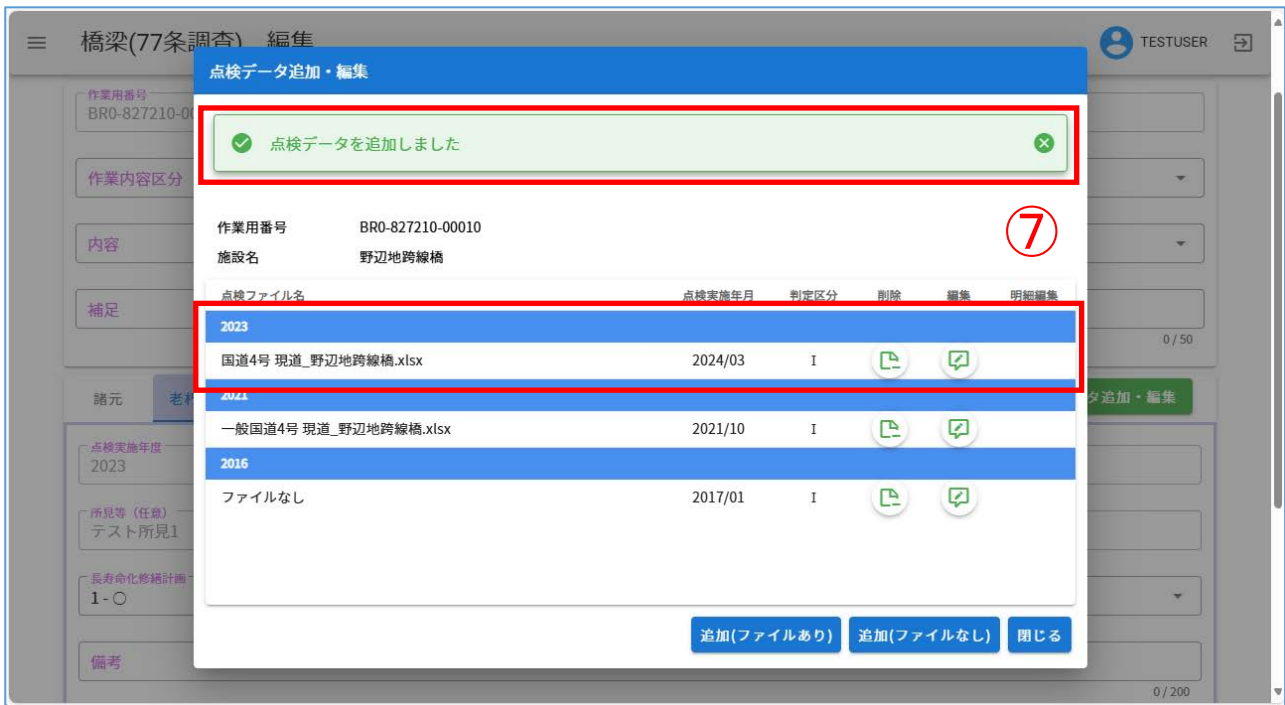 橋梁(77条調査) 編集
TESTUSER
点検データ追加・編集
作業用番号
BR0-827210-00
点検データを追加しました
作業内容区分
作業用番号 BR0-827210-00010
⑦
内容
施設名 野辺地跨線橋
点検ファイル名 点検実施年月 判定区分 削除 編集 明細編集
補足
2023
0 / 50
国道4号 現道_野辺地跨線橋.xlsx 2024/03 I
諸元
2021
タ追加・編集
一般国道4号 現道_野辺地跨線橋.xlsx 2021/10 I
点検実施年度
2023
2016
ファイルなし 2017/01 I
所見等（任意）
テスト所見1
長寿命化修繕計画
1 - ○
追加(ファイルあり) 追加(ファイルなし) 閉じる
備考
0 / 200